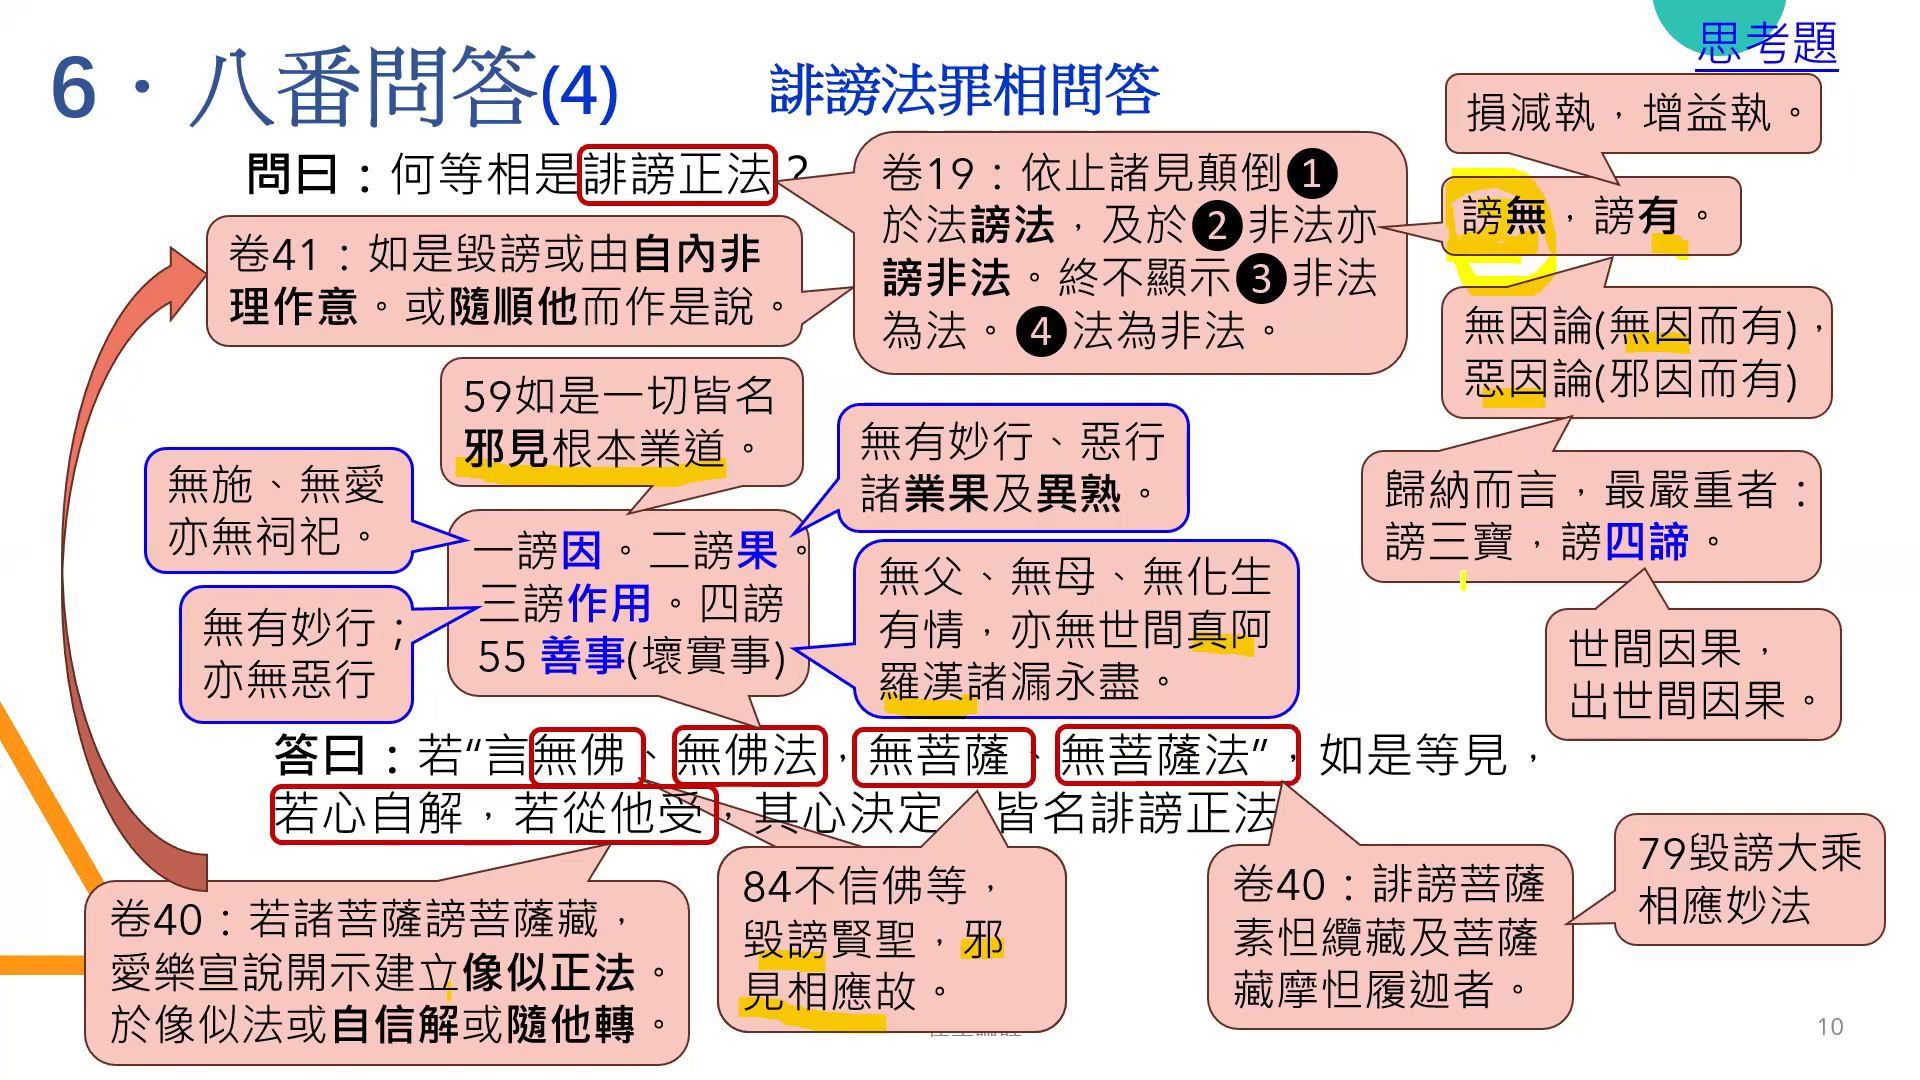 思考題
6．八番問答(4)
誹謗法罪相問答
損減執，增益執。
問曰：何等相是誹謗正法？
卷19：依止諸見顛倒❶
於法謗法，及於❷非法亦
謗非法。終不顯示❸非法
為法。❹法為非法。
謗無，謗有。
卷41：如是毀謗或由自內非
理作意。或隨順他而作是說。
無因論(無因而有)，
惡因論(邪因而有)
59如是一切皆名
邪見根本業道。
無有妙行、惡行
諸業果及異熟。
歸納而言，最嚴重者：
謗三寶，謗四諦。
無施、無愛
亦無祠祀。
一謗因。二謗果。
三謗作用。四謗
55 善事(壞實事)
無父、無母、無化生
有情，亦無世間真阿
羅漢諸漏永盡。
無有妙行；
亦無惡行
世間因果，
出世間因果。
答曰：若“言無佛、無佛法，無菩薩、無菩薩法”，如是等見，
若心自解，若從他受，其心決定，皆名誹謗正法
卷40：若諸菩薩謗菩薩藏，
愛樂宣說開示建立像似正法。
於像似法或自信解或隨他轉。
84不信佛等，
毀謗賢聖，邪
見相應故。
卷40：誹謗菩薩
素怛纜藏及菩薩
藏摩怛履迦者。
79毀謗大乘
相應妙法
10